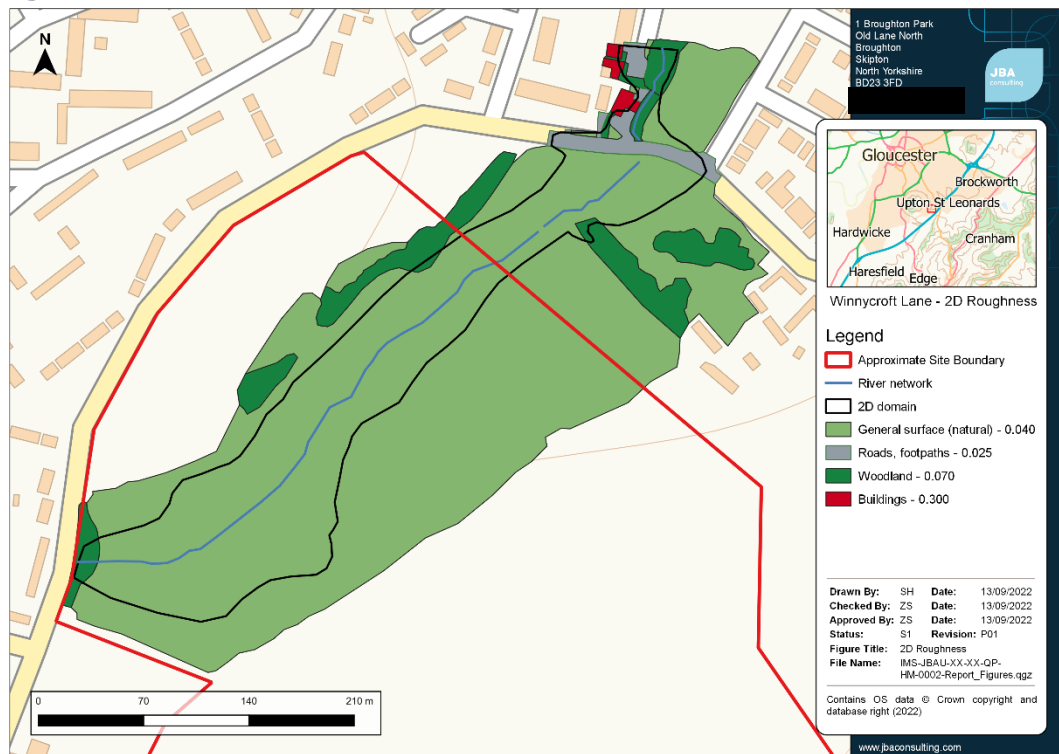 N
1 Broughton Park
Old Lane North
Broughton
Skipton
North Yorkshire
BD23 3FD
JBA
consulting
Gloucester
Brockworth
Upton St Leonards
Hardwicke
Cranham
Haresfield
Edge
Winnycroft Lane - 2D Roughness
Legend
Approximate Site Boundary
River network
2D domain
General surface (natural) - 0.040
Roads, footpaths - 0.025
Woodland - 0.070
Buildings - 0.300
Drawn By: SH Date: 13/09/2022
Checked By: ZS Date: 13/09/2022
Approved By: ZS Date: 13/09/2022
Status: S1 Revision: P01
Figure Title: 2D Roughness
File Name: IMS-JBAU-XX-XX-QP-
HM-0002-Report_Figures.qgz
Contains OS data © Crown copyright and
database right (2022)
www.jbaconsulting.com
0 70 140 210 m